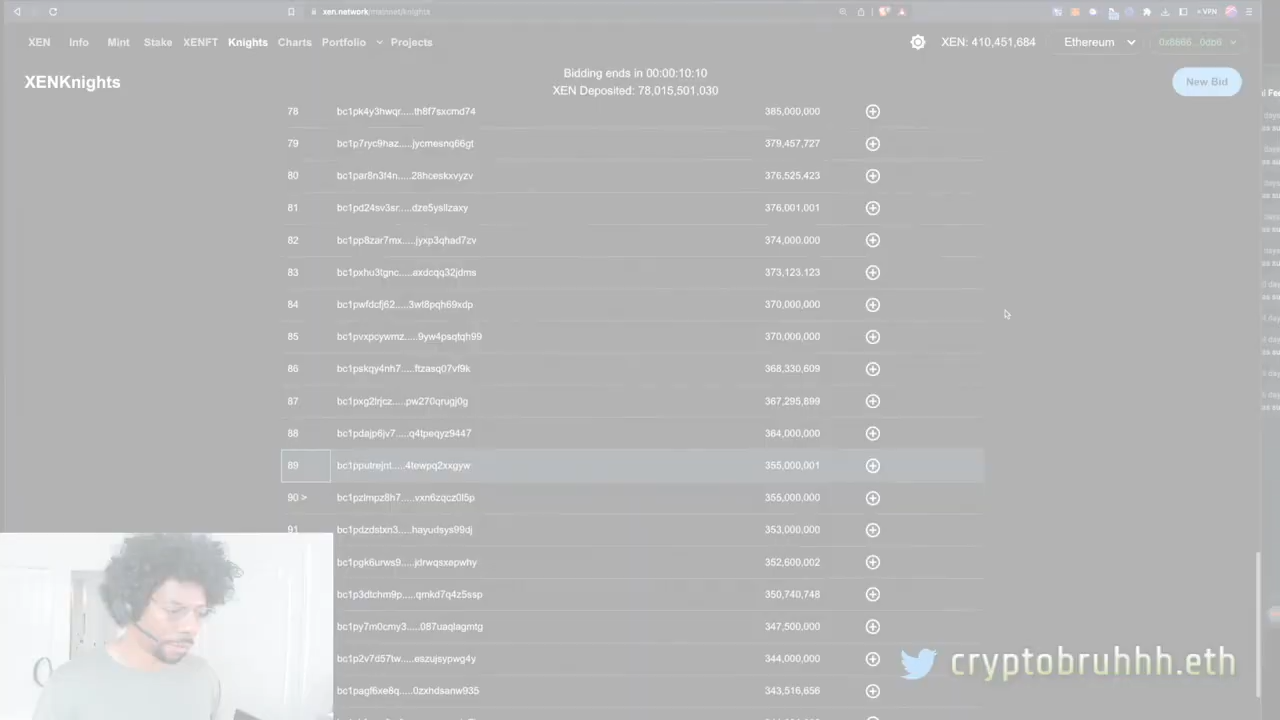 xen.network/mainnet/knights
VPN
XEN Info Mint Stake XENFT Knights Charts Portfolio Projects XEN: 410,451,684 Ethereum 0x8666 0db6
XENKnights
Bidding ends in 00:00:10:10
XEN Deposited: 78,015,501,030
New Bid
78 bc1pk4y3hwqr.....th8f7sxcmd74 385,000,000
79 bc1p7ryc9haz.....jycmesnq66gt 379,457,727
80 bc1par8n3f4n.....28hceskxvyzv 376,525,423
81 bc1pd24sv3sr.....dze5ysllzaxy 376,001,001
82 bc1pp8zar7mx.....jyxp3qhad7zv 374,000,000
83 bc1pxhu3tgnc.....axdcqq32jdms 373,123,123
84 bc1pwfdcfj62.....3wt8pqh69xdp 370,000,000
85 bc1pvxpcywmz.....9yw4psqtqh99 370,000,000
86 bc1pskqy4nh7.....ftzasq07vf9k 368,330,609
87 bc1pxg2lrjcz.....pw270qrugj0g 367,295,899
88 bc1pdajp6jv7.....q4tpeqyz9447 364,000,000
89 bc1pputrejnt.....4tewpq2xxgyw 355,000,001
90 > bc1pzlmpz8h7.....vxn6zqcz0l5p 355,000,000
91 bc1pdzdstxn3.....hayudsys99dj 353,000,000
bc1pgk6urws9.....jdrwqsxepwhy 352,600,002
bc1p3dtchm9p.....qmkd7q4z5ssp 350,740,748
bc1py7m0cmy3.....087uaqlagmtg 347,500,000
bc1p2v7d57tw.....eszujsypwg4y 344,000,000
bc1pagf6xe8q.....0zxhdsanw935 343,516,656
cryptobruhhh.eth